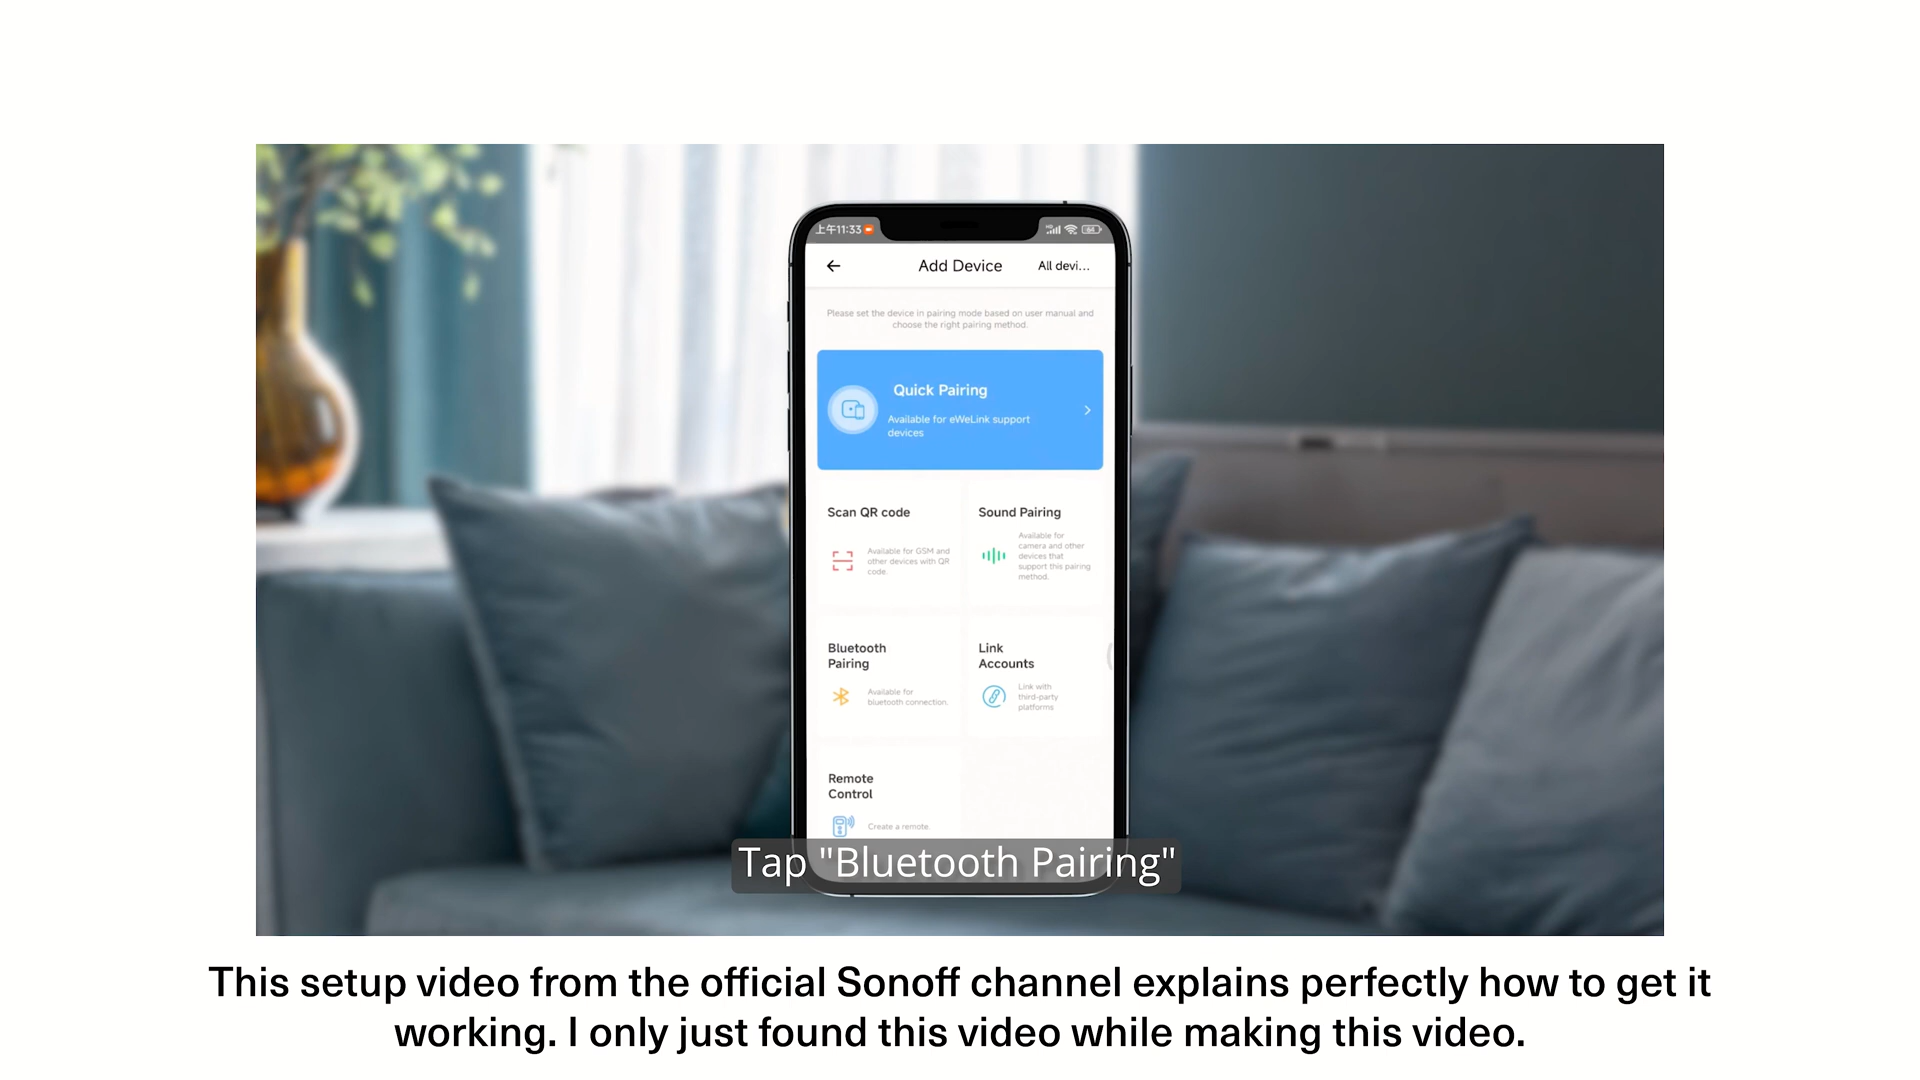 上午11:33
Add Device
All devi...
Please set the device in pairing mode based on user manual and
choose the right pairing method.
Quick Pairing
Available for eWeLink support
devices
Scan QR code
Available for GSM and
other devices with QR
code.
Sound Pairing
Available for
camera and other
devices that
support this pairing
method.
Bluetooth
Pairing
Available for
bluetooth connection.
Link
Accounts
Link with
third-party
platforms
Remote
Control
Create a remote.
Tap "Bluetooth Pairing"
This setup video from the official Sonoff channel explains perfectly how to get it
working. I only just found this video while making this video.